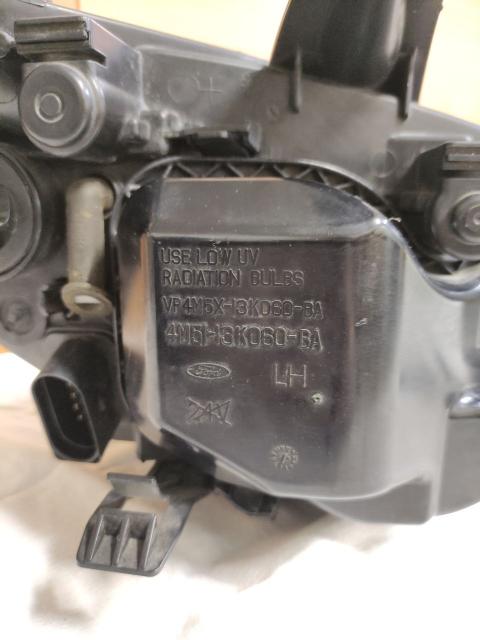 USE LOW UV
RADIATION BULBS
VP4M5X-13K060-BA
4M51-13K060-BA
Ford LH